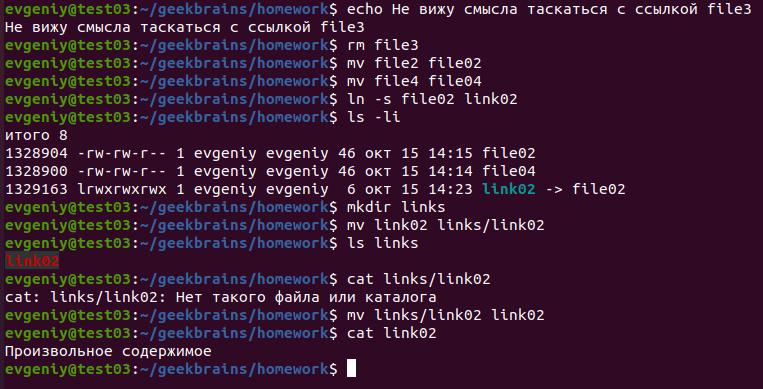 evgeniy@test03:~/geekbrains/homework$ echo Не вижу смысла таскаться с ссылкой file3
Не вижу смысла таскаться с ссылкой file3
evgeniy@test03:~/geekbrains/homework$ rm file3
evgeniy@test03:~/geekbrains/homework$ mv file2 file02
evgeniy@test03:~/geekbrains/homework$ mv file4 file04
evgeniy@test03:~/geekbrains/homework$ ln -s file02 link02
evgeniy@test03:~/geekbrains/homework$ ls -li
итого 8
1328904 -rw-rw-r-- 1 evgeniy evgeniy 46 окт 15 14:15 file02
1328900 -rw-rw-r-- 1 evgeniy evgeniy 46 окт 15 14:14 file04
1329163 lrwxrwxrwx 1 evgeniy evgeniy  6 окт 15 14:23 link02 -> file02
evgeniy@test03:~/geekbrains/homework$ mkdir links
evgeniy@test03:~/geekbrains/homework$ mv link02 links/link02
evgeniy@test03:~/geekbrains/homework$ ls links
link02
evgeniy@test03:~/geekbrains/homework$ cat links/link02
cat: links/link02: Нет такого файла или каталога
evgeniy@test03:~/geekbrains/homework$ mv links/link02 link02
evgeniy@test03:~/geekbrains/homework$ cat link02
Произвольное содержимое
evgeniy@test03:~/geekbrains/homework$